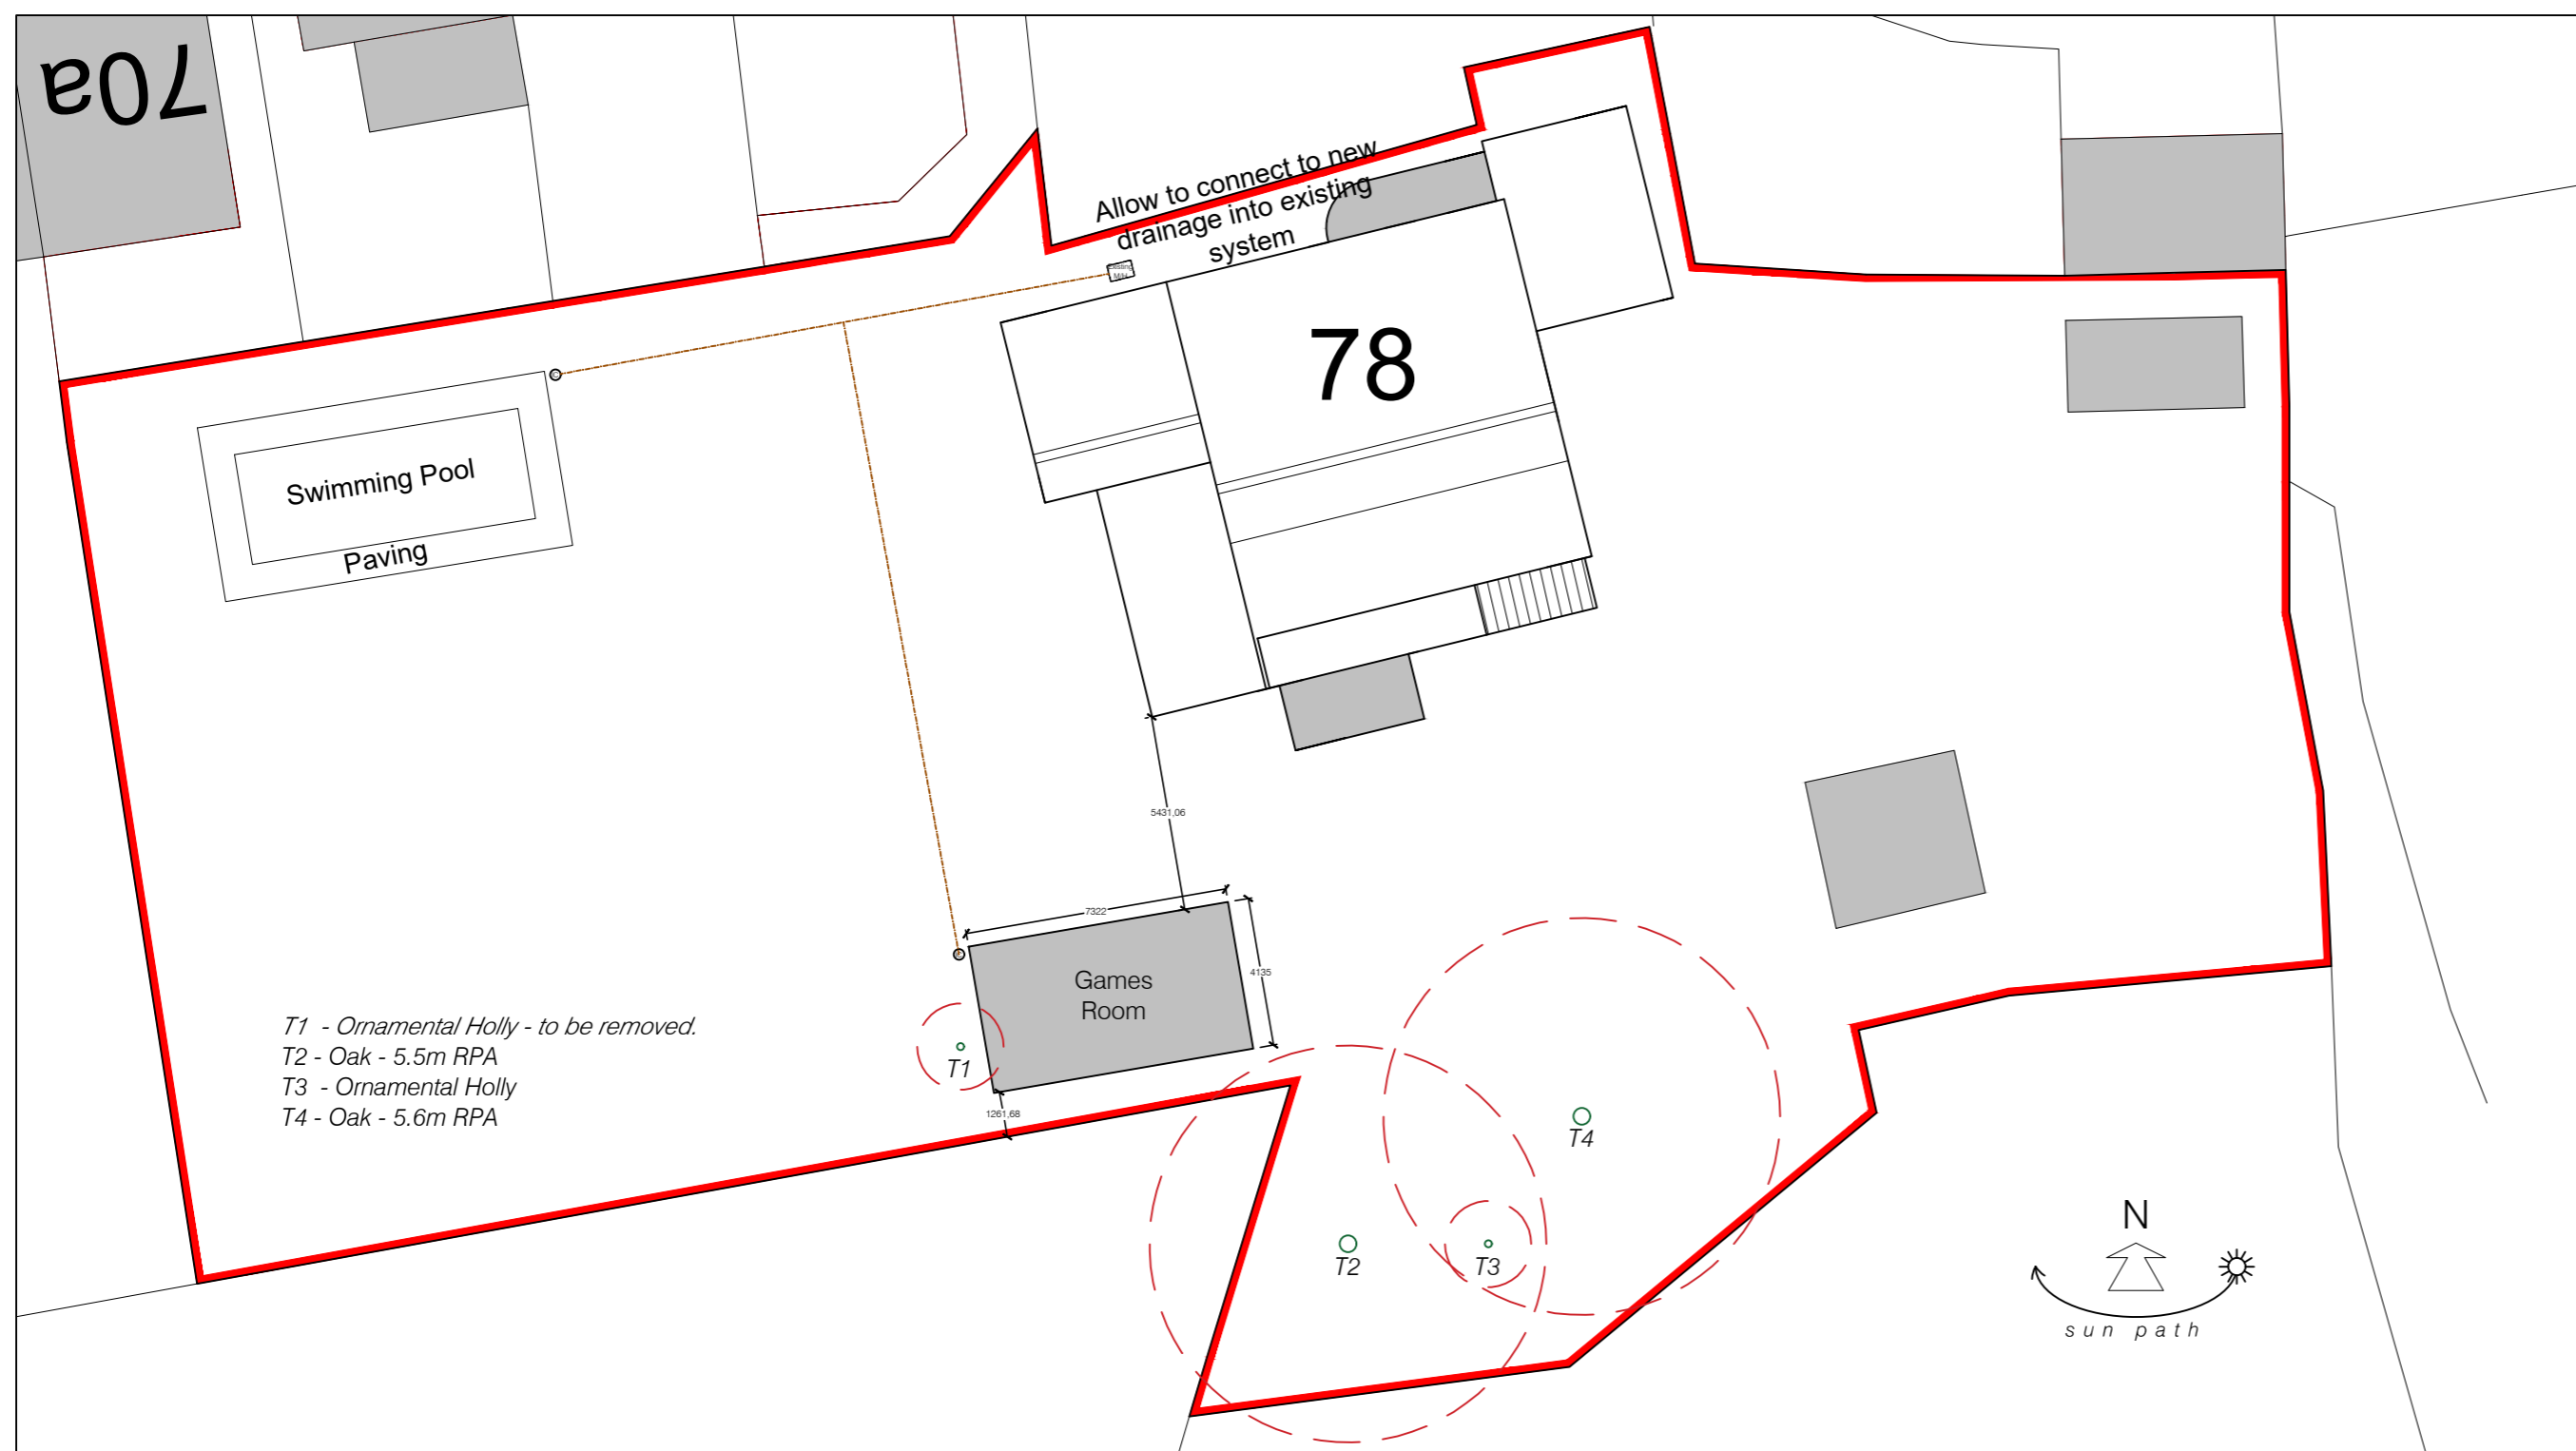 70a
Allow to connect to new
drainage into existing
system
Existing
MH
78
Swimming Pool
Paving
5431,06
7322
4135
Games
Room
T1 - Ornamental Holly - to be removed.
T2 - Oak - 5.5m RPA
T3 - Ornamental Holly
T4 - Oak - 5.6m RPA
T1
1261,68
T4
T2
T3
N
sun path